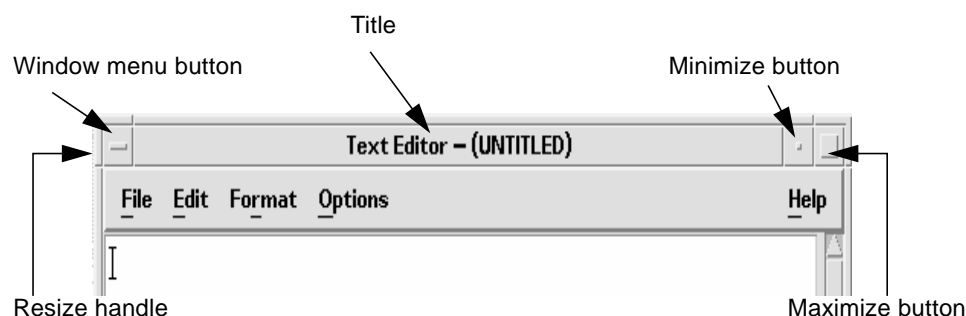 Title
Window menu button
Minimize button
Text Editor – (UNTITLED)
File Edit Format Options Help
Resize handle
Maximize button